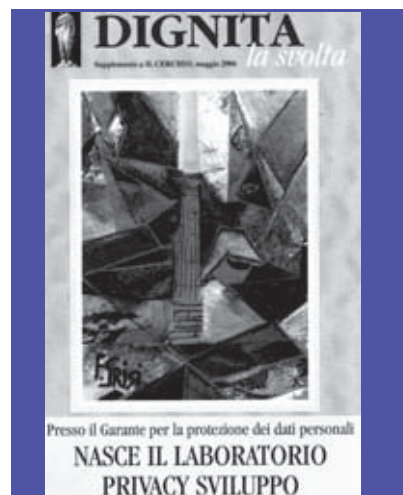 DIGNITA
la svolta
Supplemento a IL CERCHIO, maggio 2006
Presso il Garante per la protezione dei dati personali
NASCE IL LABORATORIO
PRIVACY SVILUPPO